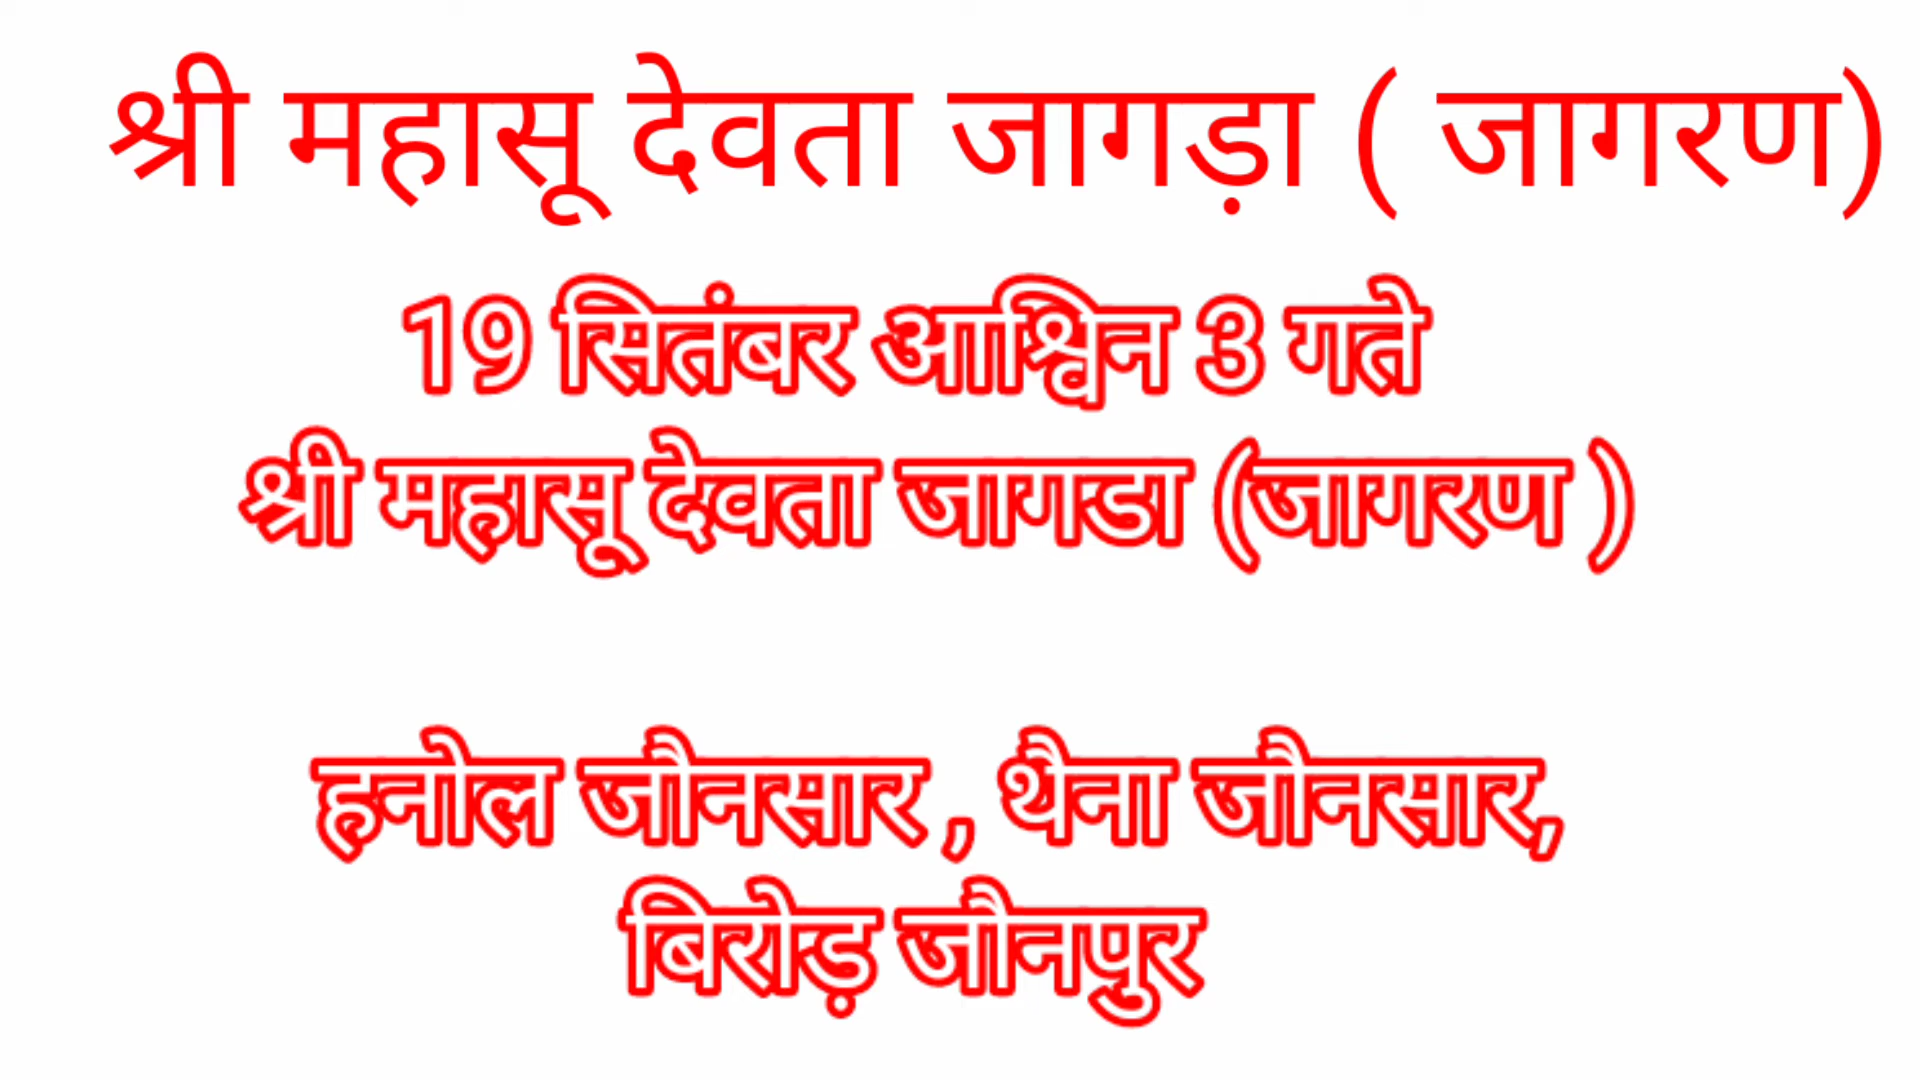 श्री महासू देवता जागड़ा ( जागरण)
19 सितंबर आश्विन 3 गते
श्री महासू देवता जागडा (जागरण )
हनोल जौनसार , थैना जौनसार,
बिरोड़ जौनपुर